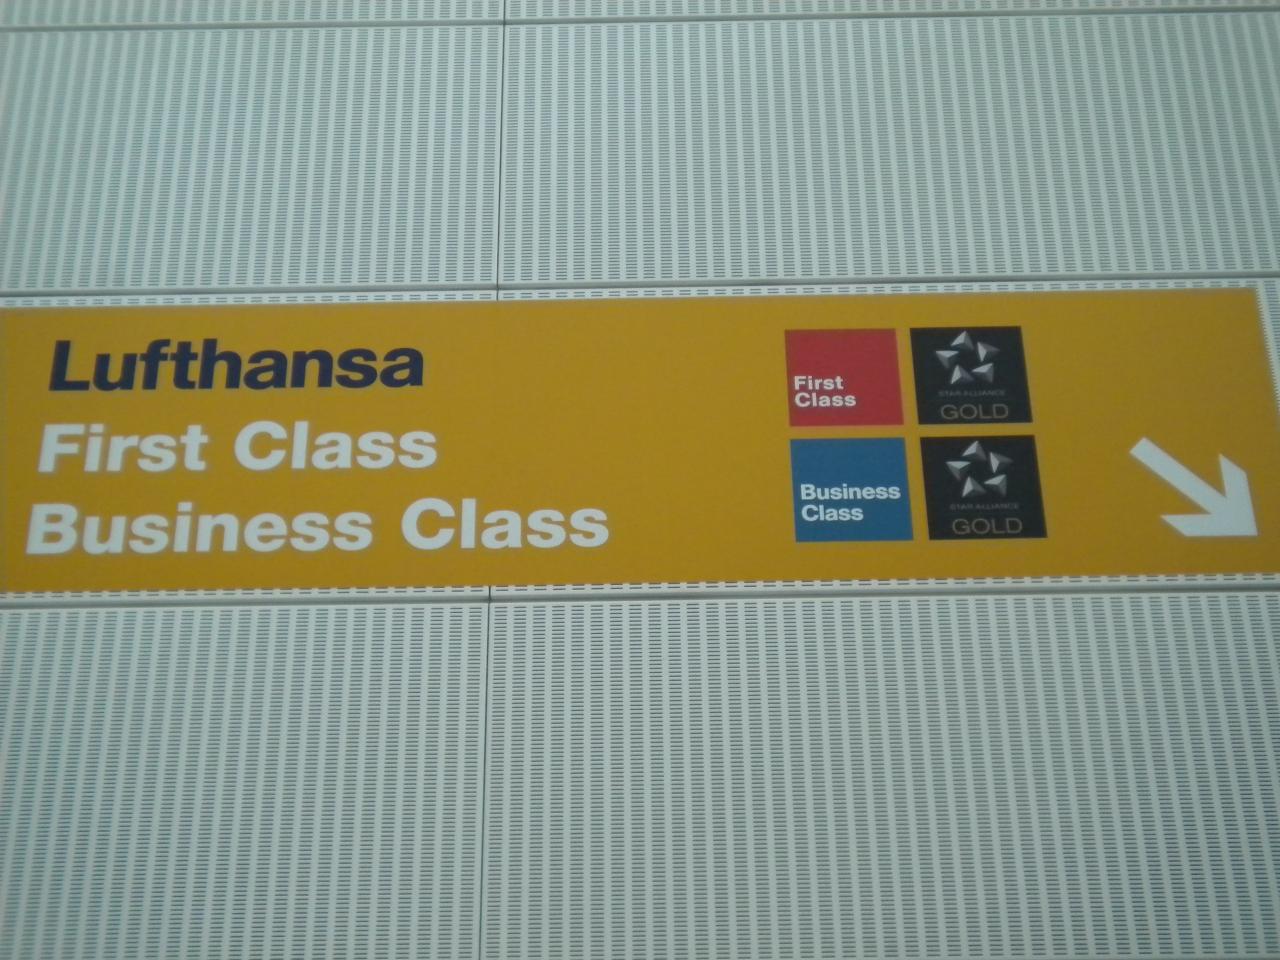 Lufthansa
First Class
Business Class
First
Class
STAR ALLIANCE
GOLD
Business
Class
STAR ALLIANCE
GOLD